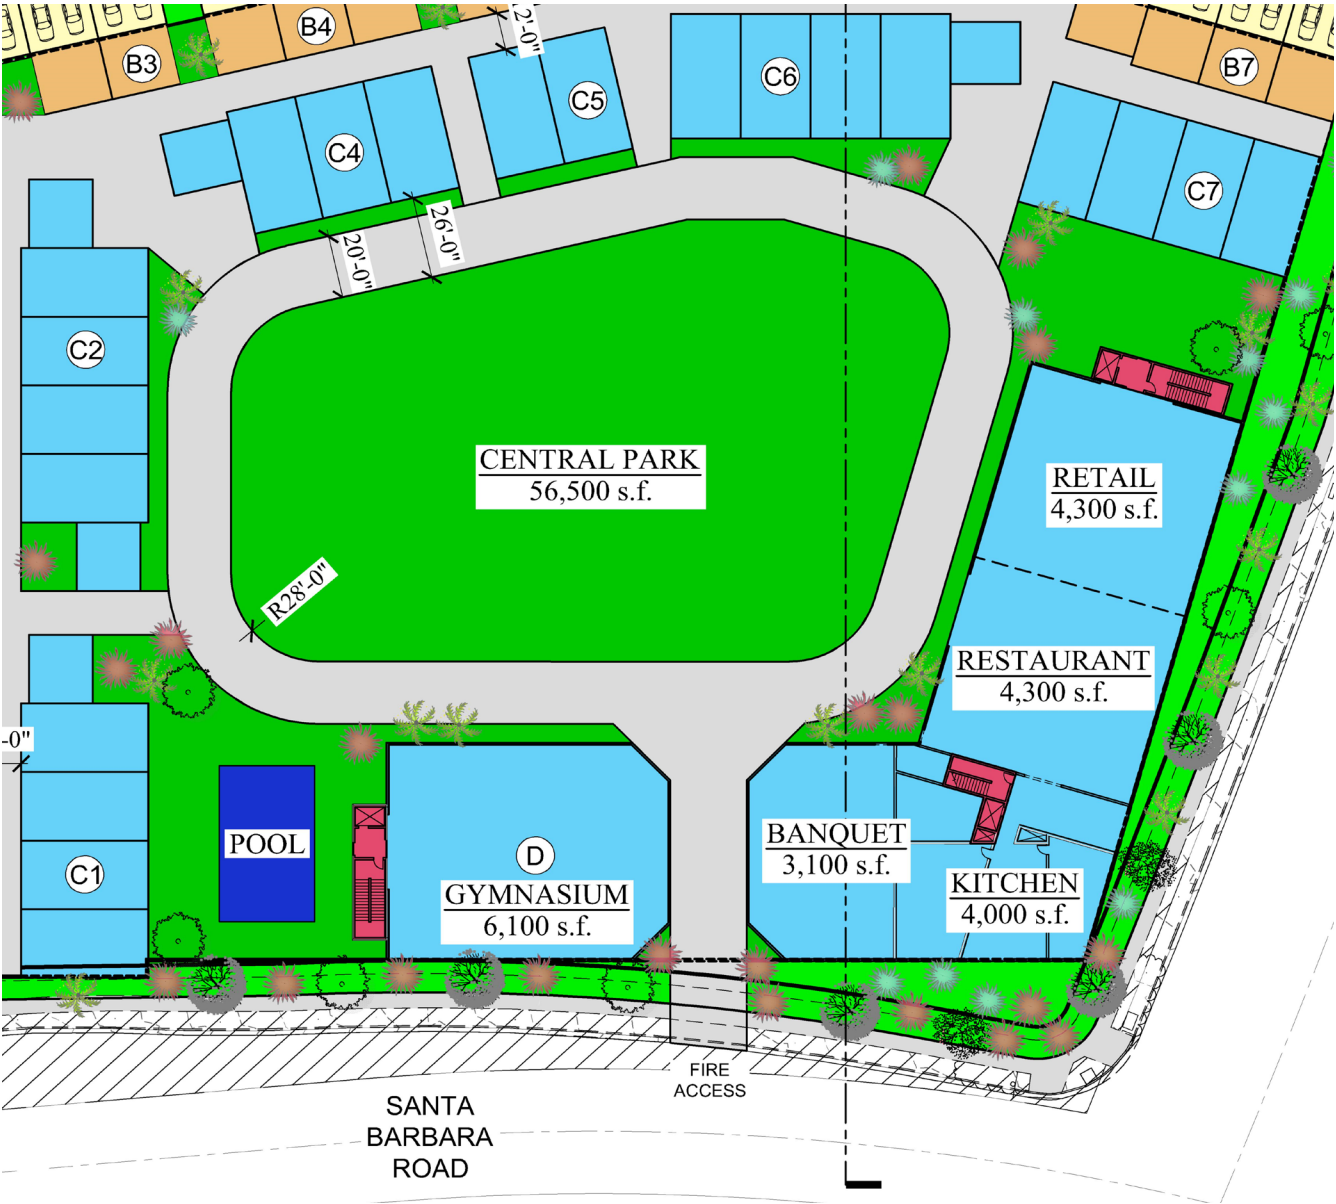 B4
B3
2'-0"
C5
C6
B7
C4
C7
26'-0"
20'-0"
C2
CENTRAL PARK
56,500 s.f.
RETAIL
4,300 s.f.
R28'-0"
RESTAURANT
4,300 s.f.
-0"
POOL
BANQUET
3,100 s.f.
D
GYMNASIUM
6,100 s.f.
C1
KITCHEN
4,000 s.f.
FIRE
ACCESS
SANTA
BARBARA
ROAD